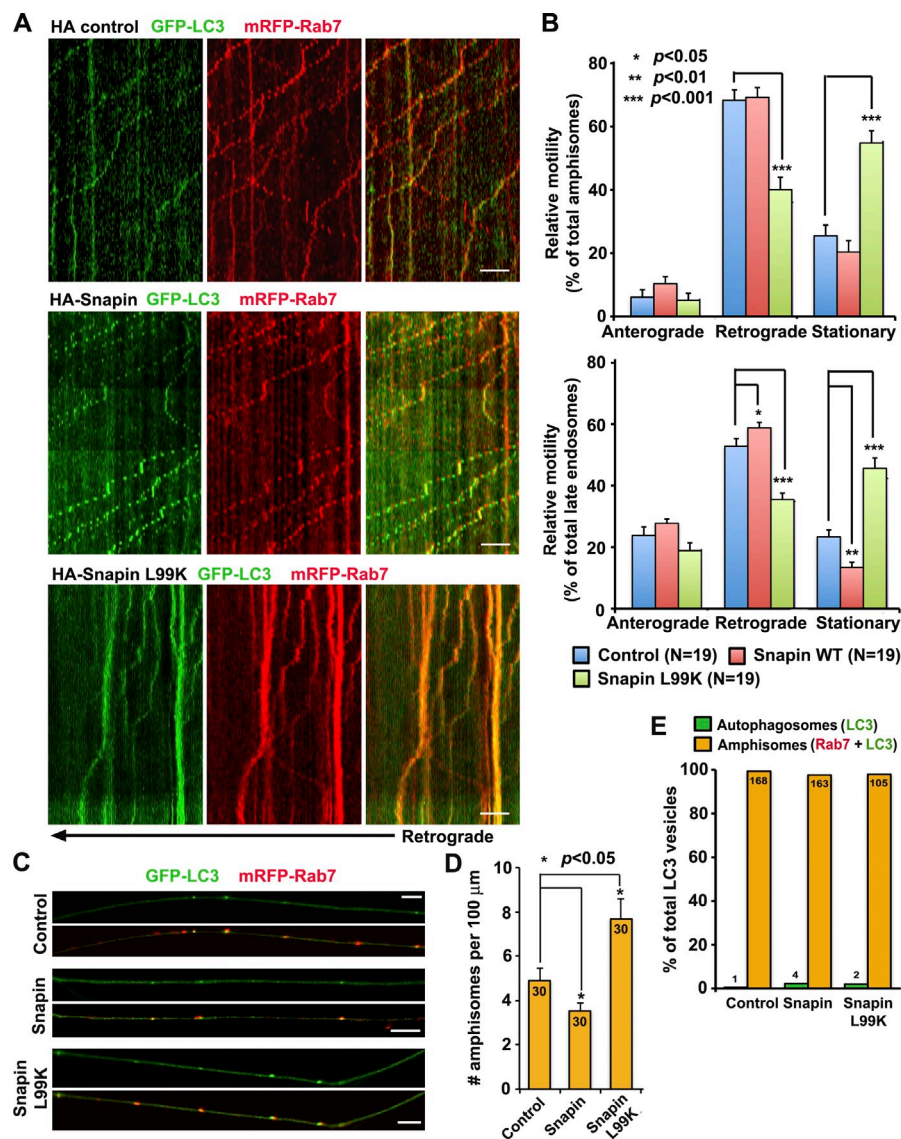 A
HA control GFP-LC3 mRFP-Rab7
HA-Snapin GFP-LC3 mRFP-Rab7
HA-Snapin L99K GFP-LC3 mRFP-Rab7
Retrograde
B
* p<0.05
** p<0.01
*** p<0.001
Relative motility
(% of total amphisomes)
80
60
40
20
0
***
***
Anterograde Retrograde Stationary
Relative motility
(% of total late endosomes)
80
60
40
20
0
*
***
**
***
Anterograde Retrograde Stationary
Control (N=19) Snapin WT (N=19)
Snapin L99K (N=19)
C
GFP-LC3 mRFP-Rab7
Control
Snapin
Snapin
L99K
D
* p<0.05
# amphisomes per 100 µm
10
8
6
4
2
0
30
*
30
*
30
Control
Snapin
Snapin
L99K
E
Autophagosomes (LC3)
Amphisomes (Rab7 + LC3)
% of total LC3 vesicles
100
80
60
40
20
0
168
163
105
1
4
2
Control Snapin Snapin
L99K